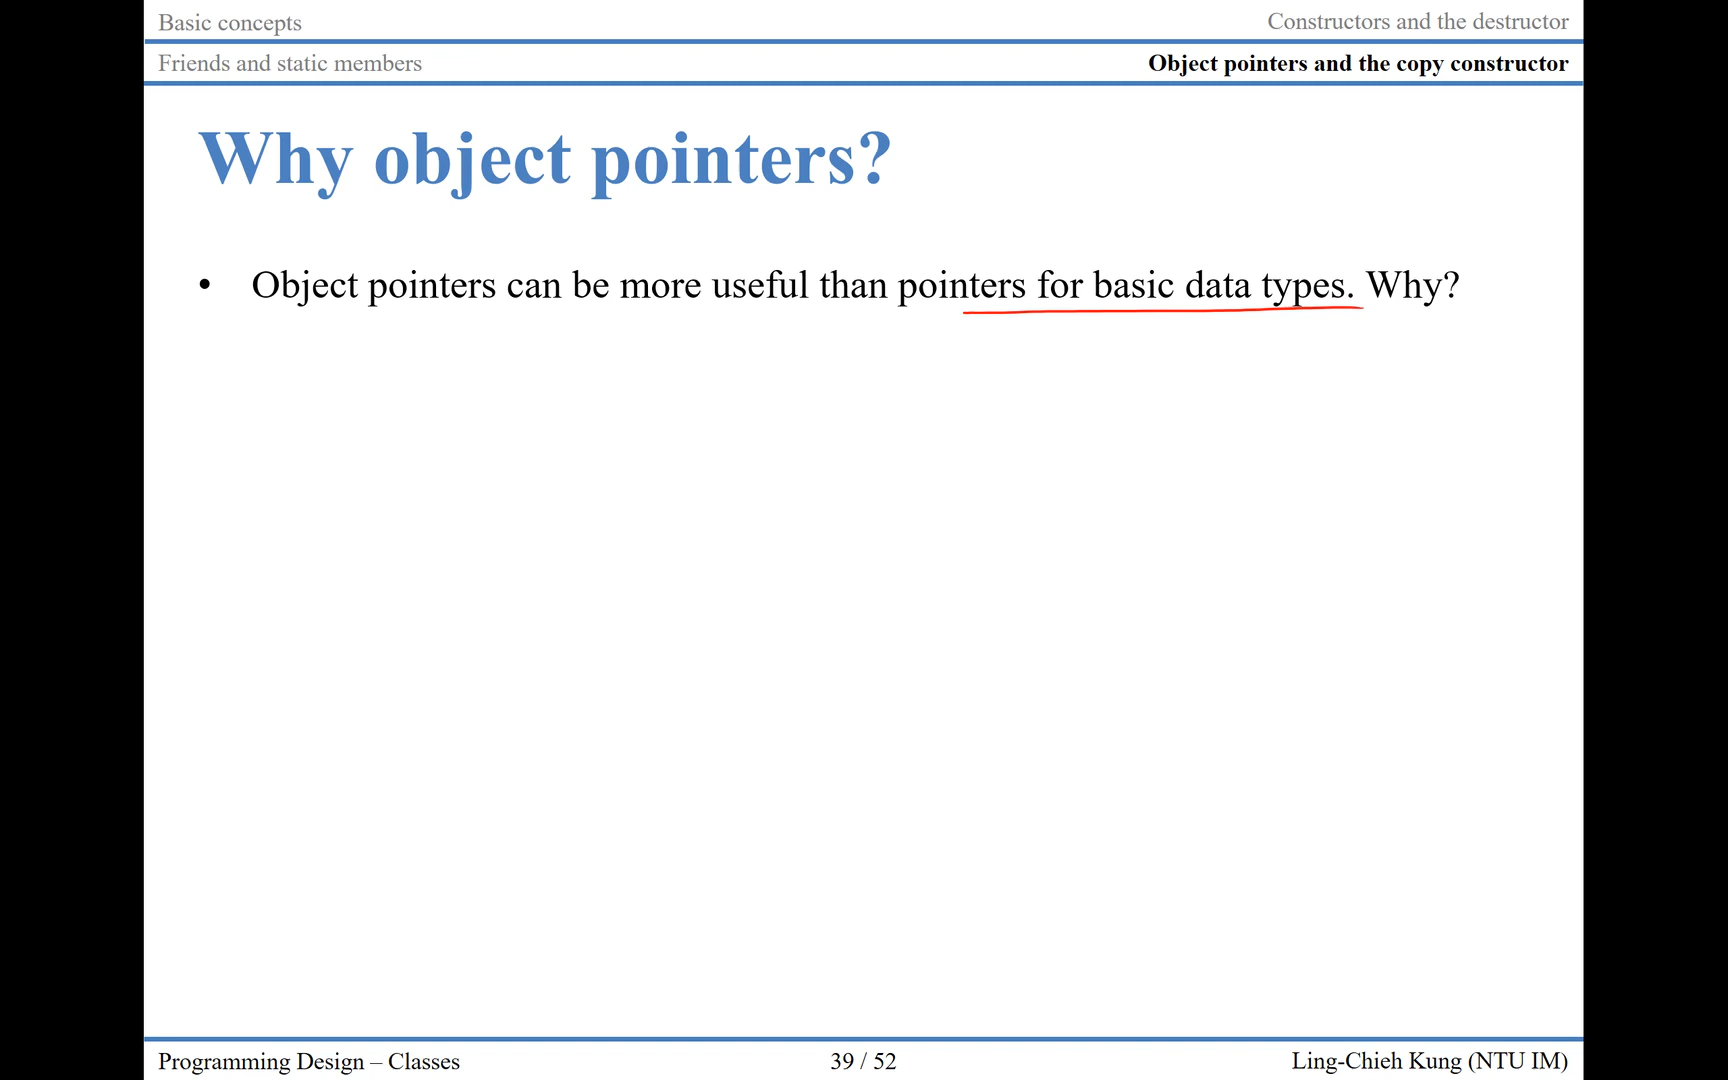 Basic concepts
Constructors and the destructor
Friends and static members
Object pointers and the copy constructor
Why object pointers?
• Object pointers can be more useful than pointers for basic data types. Why?
Programming Design – Classes
39 / 52
Ling-Chieh Kung (NTU IM)